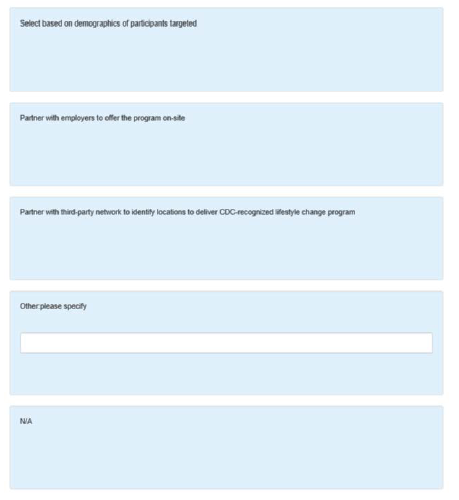 Select based on demographics of participants targeted
Partner with employers to offer the program on-site
Partner with third-party network to identify locations to deliver CDC-recognized lifestyle change program
Other:please specify
N/A